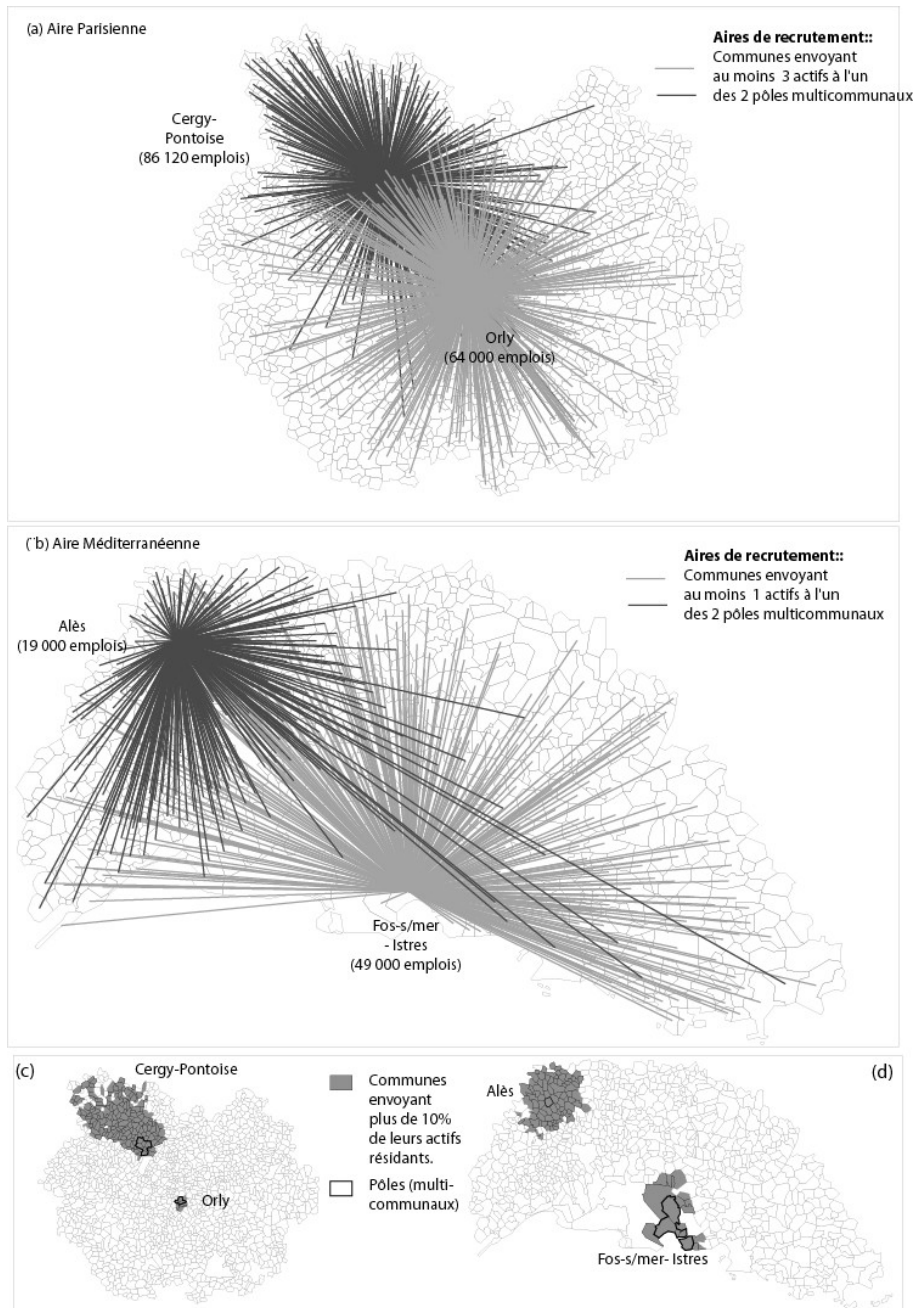 (a) Aire Parisienne
Aires de recrutement::
Communes envoyant
au moins 3 actifs à l'un
des 2 pôles multicommunaux
Cergy-
Pontoise
(86 120 emplois)
Orly
(64 000 emplois)
(¨b) Aire Méditerranéenne
Aires de recrutement::
Communes envoyant
au moins 1 actifs à l'un
des 2 pôles multicommunaux
Alès
(19 000 emplois)
Fos-s/mer
- Istres
(49 000 emplois)
(c)
Cergy-Pontoise
Orly
Communes
envoyant
plus de 10%
de leurs actifs
résidants.
Pôles (multi-
communaux)
(d)
Alès
Fos-s/mer- Istres